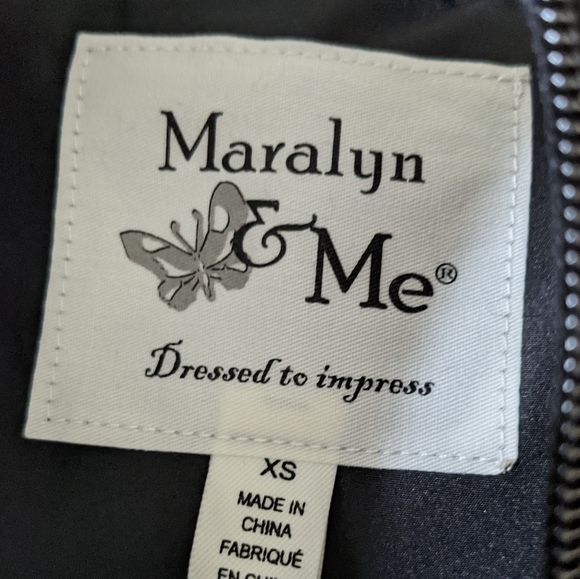 Maralyn
& Me®
Dressed to impress
XS
MADE IN
CHINA
FABRIQUÉ